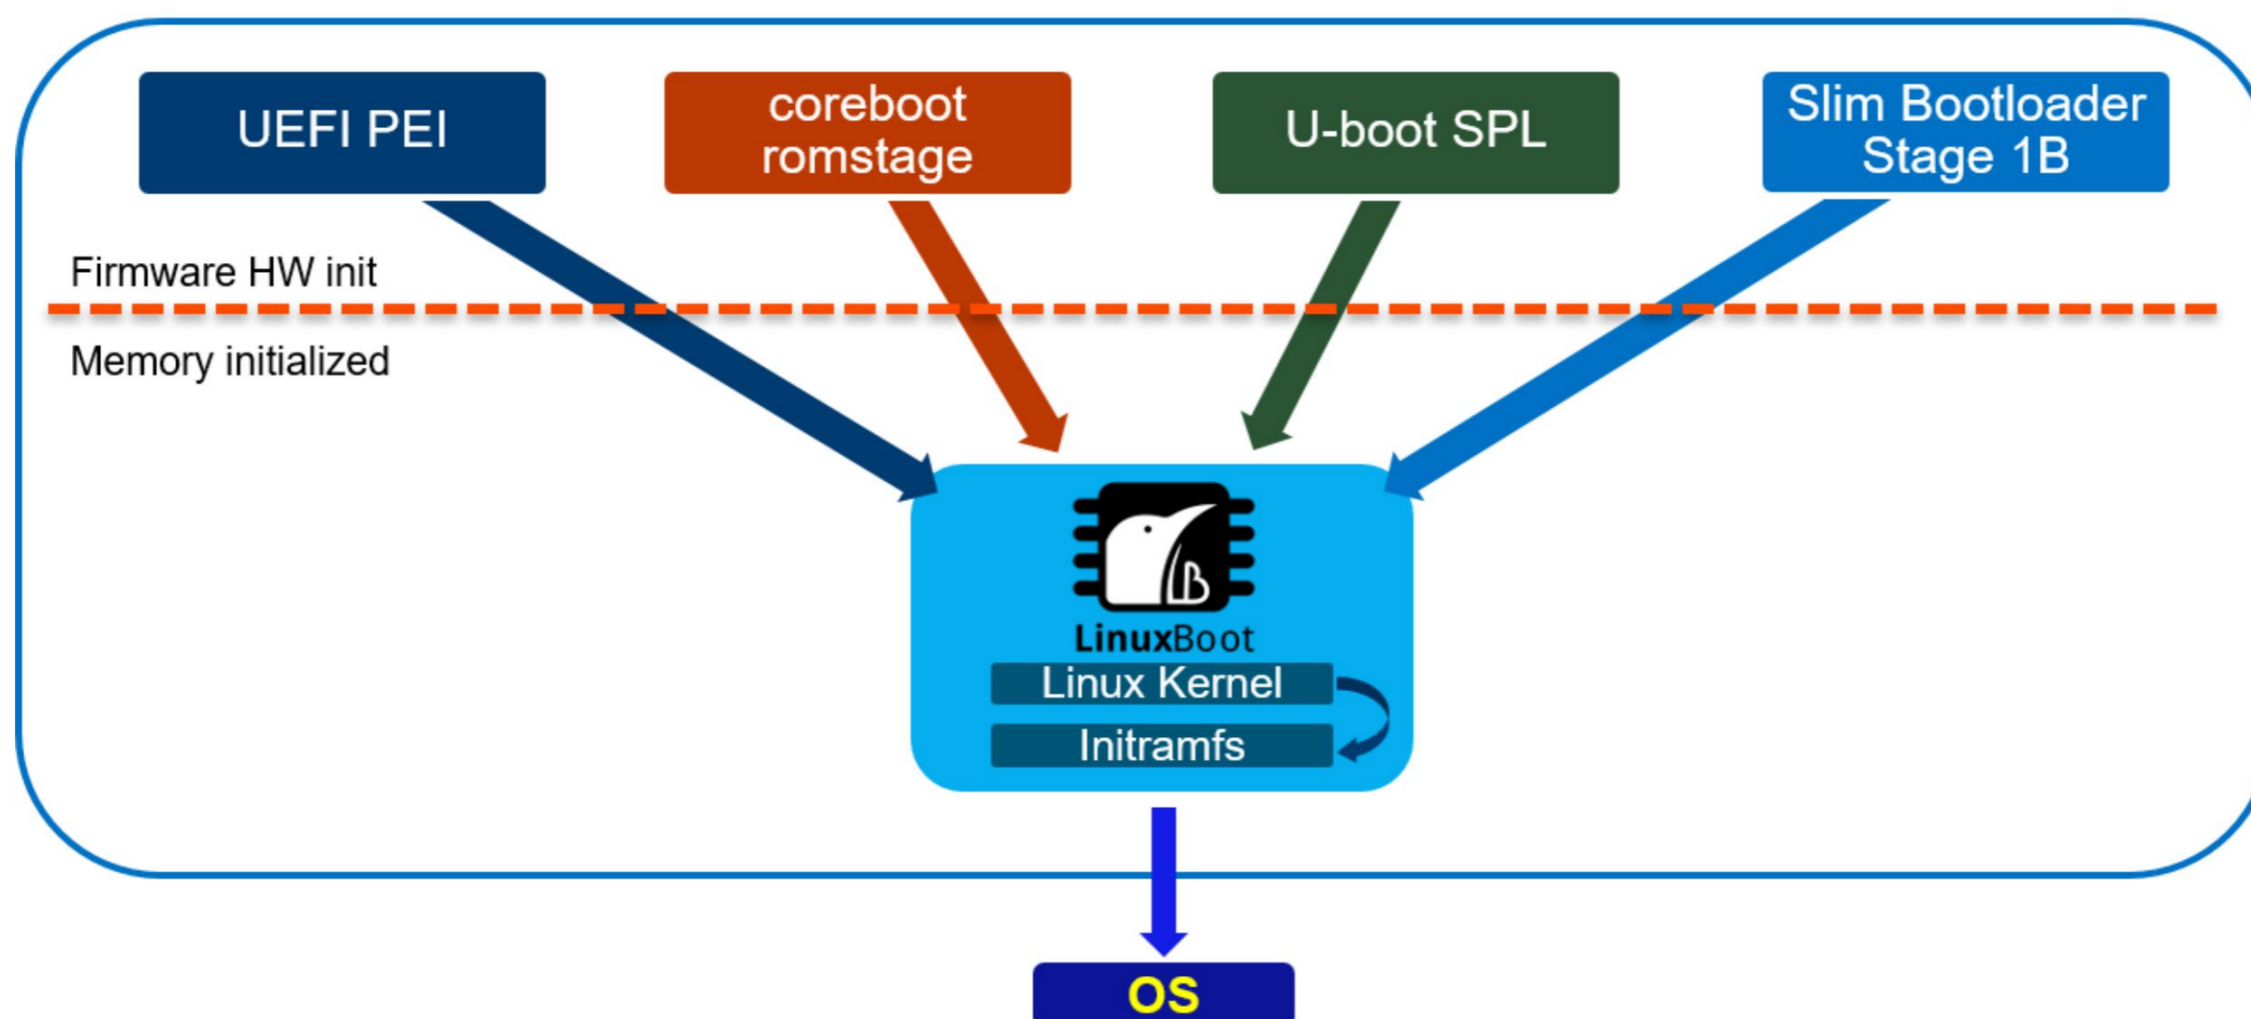 UEFI PEI
coreboot
romstage
U-boot SPL
Slim Bootloader
Stage 1B
Firmware HW init
Memory initialized
LB
LinuxBoot
Linux Kernel
Initramfs
OS